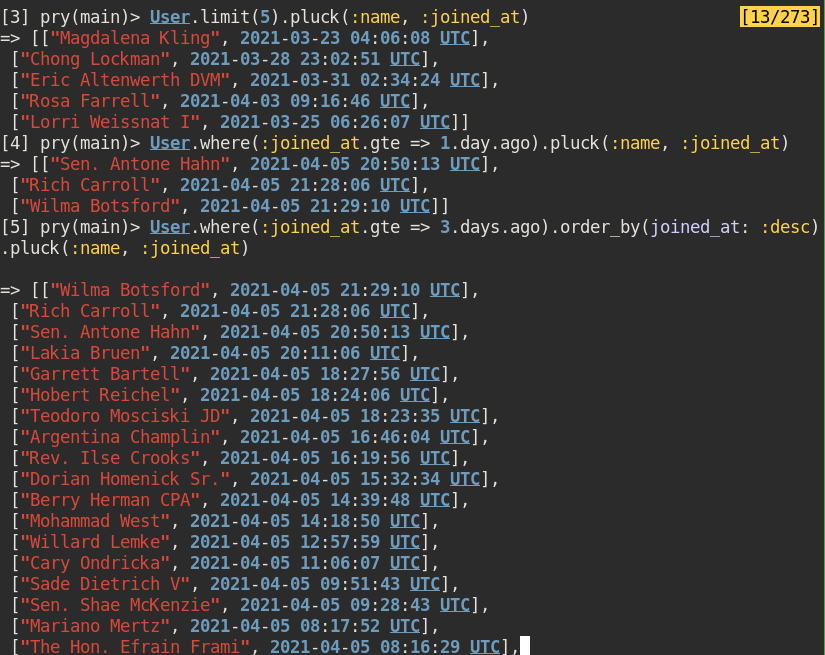 [3] pry(main)> User.limit(5).pluck(:name, :joined_at) [13/273]
=> [["Magdalena Kling", 2021-03-23 04:06:08 UTC],
["Chong Lockman", 2021-03-28 23:02:51 UTC],
["Eric Altenwerth DVM", 2021-03-31 02:34:24 UTC],
["Rosa Farrell", 2021-04-03 09:16:46 UTC],
["Lorri Weissnat I", 2021-03-25 06:26:07 UTC]]
[4] pry(main)> User.where(:joined_at.gte => 1.day.ago).pluck(:name, :joined_at)
=> [["Sen. Antone Hahn", 2021-04-05 20:50:13 UTC],
["Rich Carroll", 2021-04-05 21:28:06 UTC],
["Wilma Botsford", 2021-04-05 21:29:10 UTC]]
[5] pry(main)> User.where(:joined_at.gte => 3.days.ago).order_by(joined_at: :desc)
.pluck(:name, :joined_at)
=> [["Wilma Botsford", 2021-04-05 21:29:10 UTC],
["Rich Carroll", 2021-04-05 21:28:06 UTC],
["Sen. Antone Hahn", 2021-04-05 20:50:13 UTC],
["Lakia Bruen", 2021-04-05 20:11:06 UTC],
["Garrett Bartell", 2021-04-05 18:27:56 UTC],
["Hobert Reichel", 2021-04-05 18:24:06 UTC],
["Teodoro Mosciski JD", 2021-04-05 18:23:35 UTC],
["Argentina Champlin", 2021-04-05 16:46:04 UTC],
["Rev. Ilse Crooks", 2021-04-05 16:19:56 UTC],
["Dorian Homenick Sr.", 2021-04-05 15:32:34 UTC],
["Berry Herman CPA", 2021-04-05 14:39:48 UTC],
["Mohammad West", 2021-04-05 14:18:50 UTC],
["Willard Lemke", 2021-04-05 12:57:59 UTC],
["Cary Ondricka", 2021-04-05 11:06:07 UTC],
["Sade Dietrich V", 2021-04-05 09:51:43 UTC],
["Sen. Shae McKenzie", 2021-04-05 09:28:43 UTC],
["Mariano Mertz", 2021-04-05 08:17:52 UTC],
["The Hon. Efrain Frami", 2021-04-05 08:16:29 UTC],